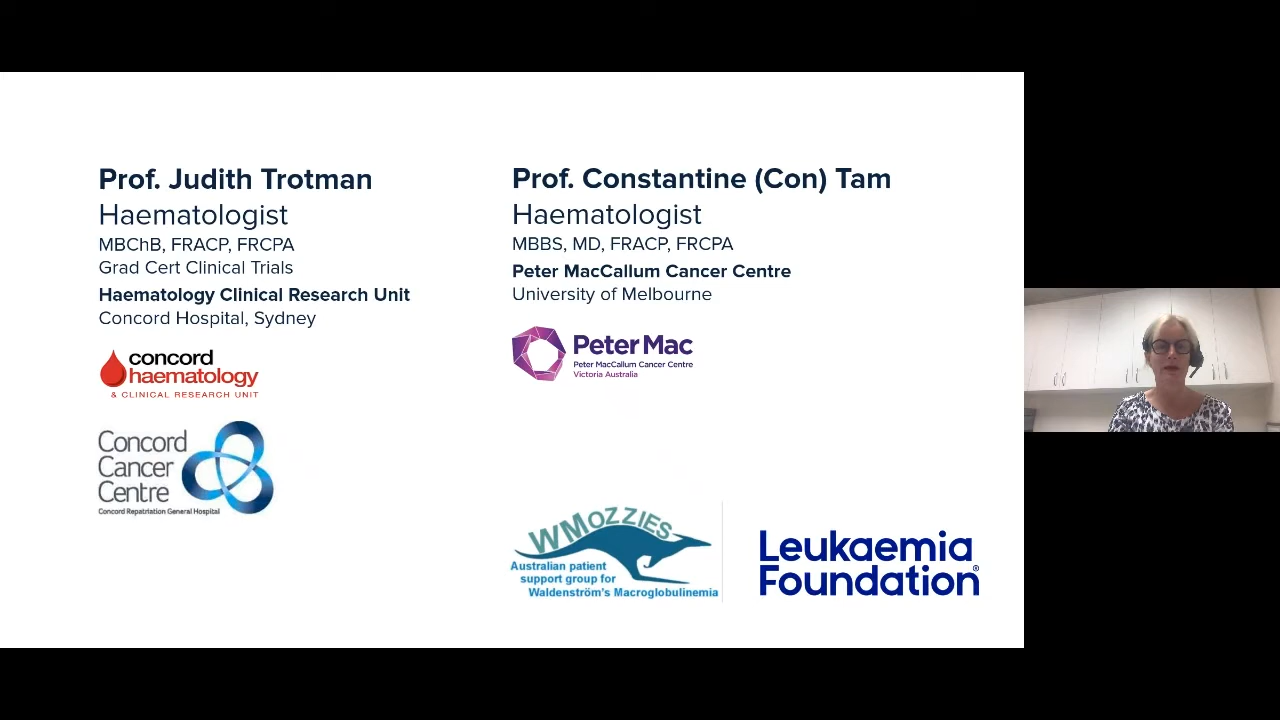 Prof. Judith Trotman
Haematologist
MBChB, FRACP, FRCPA
Grad Cert Clinical Trials
Haematology Clinical Research Unit
Concord Hospital, Sydney
concord
haematology
& CLINICAL RESEARCH UNIT
Concord
Cancer
Centre
Concord Repatriation General Hospital
Prof. Constantine (Con) Tam
Haematologist
MBBS, MD, FRACP, FRCPA
Peter MacCallum Cancer Centre
University of Melbourne
Peter Mac
Peter MacCallum Cancer Centre
Victoria Australia
WMOZZIES
Australian patient
support group for
Waldenström's Macroglobulinemia
Leukaemia
Foundation®